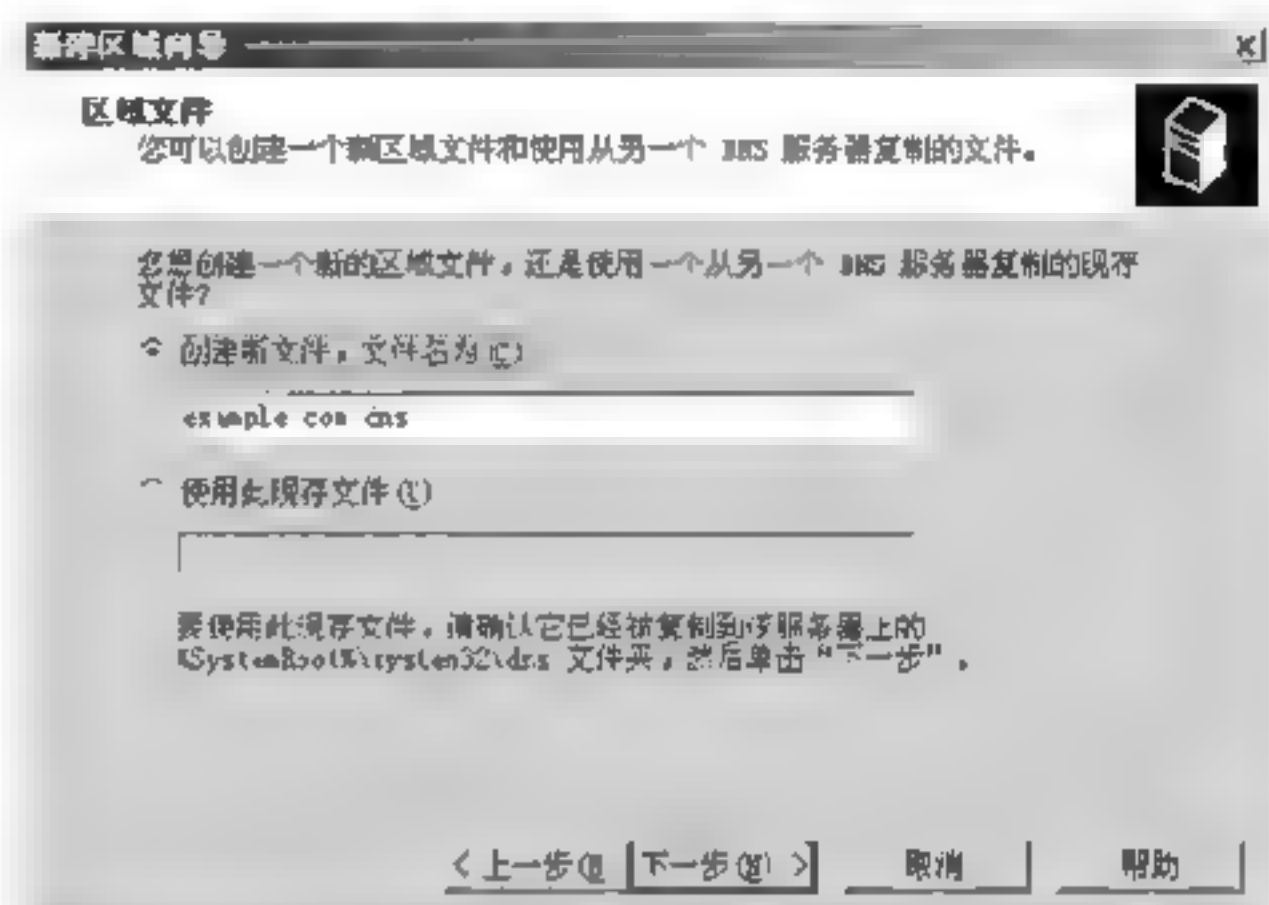 新建区域向导
区域文件
您可以创建一个新区域文件和使用从另一个 DNS 服务器复制的文件。
您想创建一个新的区域文件，还是使用一个从另一个 DNS 服务器复制的现存
文件?
创建新文件，文件名为(C)
example.com.dns
使用此现存文件(U)
要使用此现存文件，请确认它已经被复制到该服务器上的
%SystemRoot%\system32\dns 文件夹，然后单击“下一步”。
< 上一步(B
下一步(N) >
取消
帮助